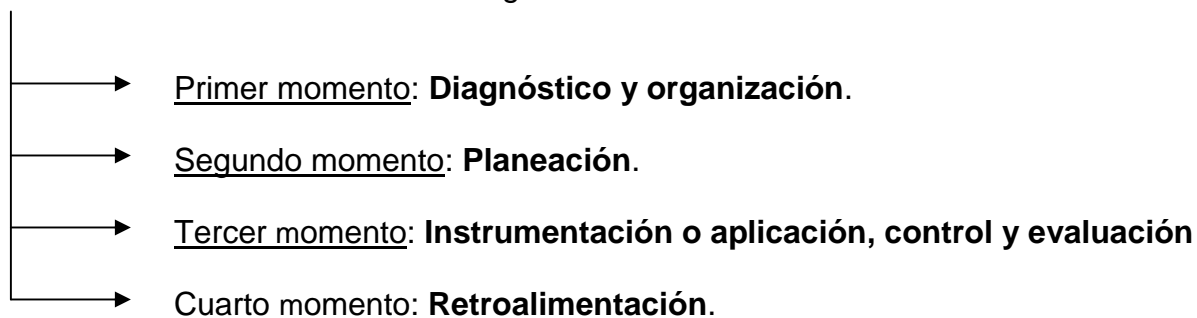 Primer momento: Diagnóstico y organización.
Segundo momento: Planeación.
Tercer momento: Instrumentación o aplicación, control y evaluación
Cuarto momento: Retroalimentación.